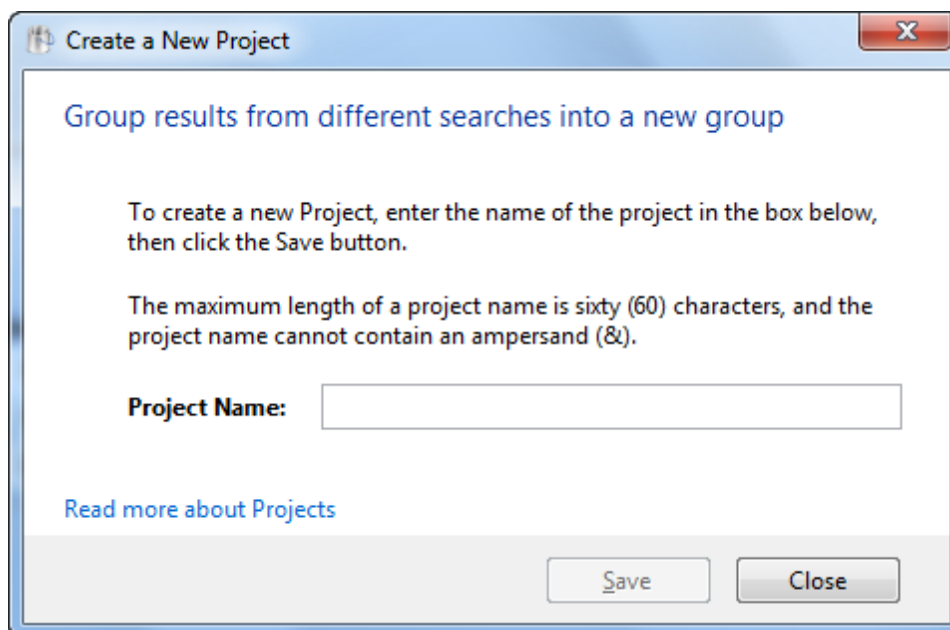 Create a New Project
Group results from different searches into a new group
To create a new Project, enter the name of the project in the box below,
then click the Save button.
The maximum length of a project name is sixty (60) characters, and the
project name cannot contain an ampersand (&).
Project Name:
Read more about Projects
Save
Close